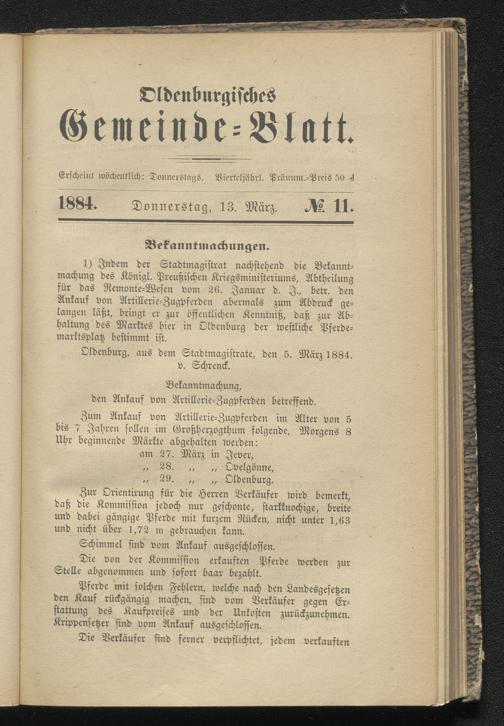 Oldenburgisches
Gemeinde=Blatt.
Erscheint wöchentlich: Donnerstags. Vierteljährl. Pränum.=Preis 50 ₰
1884. Donnerstag, 13. März. №. 11.
Bekanntmachungen.
1) Indem der Stadtmagistrat nachstehend die Bekannt=
machung des Königl. Preußischen Kriegsministeriums, Abtheilung
für das Remonte=Wesen vom 26. Januar d. J., betr. den
Ankauf von Artillerie=Zugpferden abermals zum Abdruck ge=
langen läßt, bringt er zur öffentlichen Kenntniß, daß zur Ab=
haltung des Marktes hier in Oldenburg der westliche Pferde=
marktsplatz bestimmt ist.
Oldenburg, aus dem Stadtmagistrate, den 5. März 1884.
v. Schrenck.
Bekanntmachung,
den Ankauf von Artillerie=Zugpferden betreffend.
Zum Ankauf von Artillerie=Zugpferden im Alter von 5
bis 7 Jahren sollen im Großherzogthum folgende, Morgens 8
Uhr beginnende Märkte abgehalten werden:
am 27. März in Jever,
„ 28. „ „ Ovelgönne,
„ 29. „ „ Oldenburg.
Zur Orientirung für die Herren Verkäufer wird bemerkt,
daß die Kommission jedoch nur geschonte, starkknochige, breite
und dabei gängige Pferde mit kurzem Rücken, nicht unter 1,63
und nicht über 1,72 m gebrauchen kann.
Schimmel sind vom Ankauf ausgeschlossen.
Die von der Kommission erkauften Pferde werden zur
Stelle abgenommen und sofort baar bezahlt.
Pferde mit solchen Fehlern, welche nach den Landesgesetzen
den Kauf rückgängig machen, sind vom Verkäufer gegen Er=
stattung des Kaufpreises und der Unkosten zurückzunehmen.
Krippensetzer sind vom Ankauf ausgeschlossen.
Die Verkäufer sind ferner verpflichtet, jedem verkauften